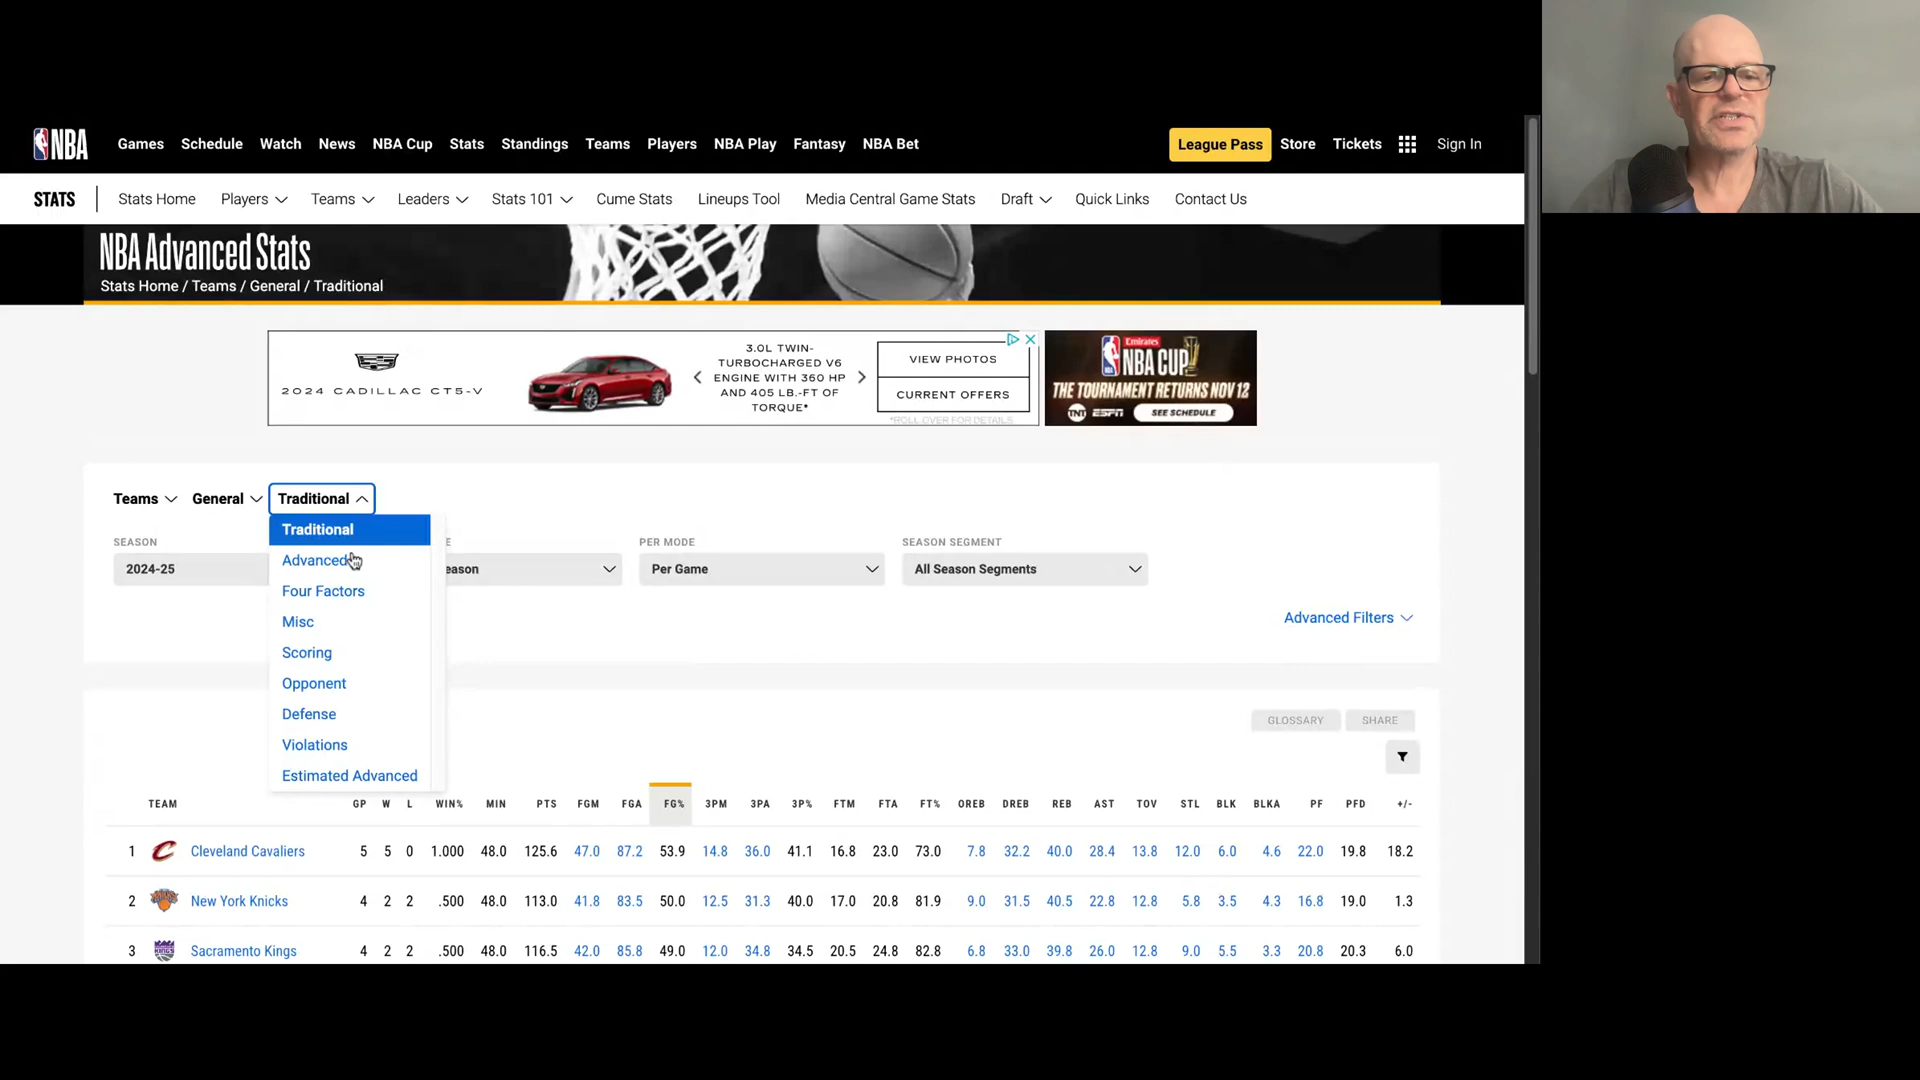 NBA Games Schedule Watch News NBA Cup Stats Standings Teams Players NBA Play Fantasy NBA Bet League Pass Store Tickets Sign In
STATS Stats Home Players Teams Leaders Stats 101 Cume Stats Lineups Tool Media Central Game Stats Draft Quick Links Contact Us
NBA Advanced Stats
Stats Home / Teams / General / Traditional
2024 CADILLAC CT5-V
3.0L TWIN-
TURBOCHARGED V6
ENGINE WITH 360 HP
AND 405 LB.-FT OF
TORQUE*
VIEW PHOTOS
CURRENT OFFERS
*ROLL OVER FOR DETAILS
Emirates
NBA CUP
THE TOURNAMENT RETURNS NOV 12
TNT ESPN SEE SCHEDULE
Teams General Traditional
Traditional
Advanced
Four Factors
Misc
Scoring
Opponent
Defense
Violations
Estimated Advanced
SEASON E PER MODE SEASON SEGMENT
2024-25 eason Per Game All Season Segments
Advanced Filters
GLOSSARY SHARE
TEAM GP W L WIN% MIN PTS FGM FGA FG% 3PM 3PA 3P% FTM FTA FT% OREB DREB REB AST TOV STL BLK BLKA PF PFD +/-
1 Cleveland Cavaliers 5 5 0 1.000 48.0 125.6 47.0 87.2 53.9 14.8 36.0 41.1 16.8 23.0 73.0 7.8 32.2 40.0 28.4 13.8 12.0 6.0 4.6 22.0 19.8 18.2
2 New York Knicks 4 2 2 .500 48.0 113.0 41.8 83.5 50.0 12.5 31.3 40.0 17.0 20.8 81.9 9.0 31.5 40.5 22.8 12.8 5.8 3.5 4.3 16.8 19.0 1.3
3 Sacramento Kings 4 2 2 .500 48.0 116.5 42.0 85.8 49.0 12.0 34.8 34.5 20.5 24.8 82.8 6.8 33.0 39.8 26.0 12.8 9.0 5.5 3.3 20.8 20.3 6.0